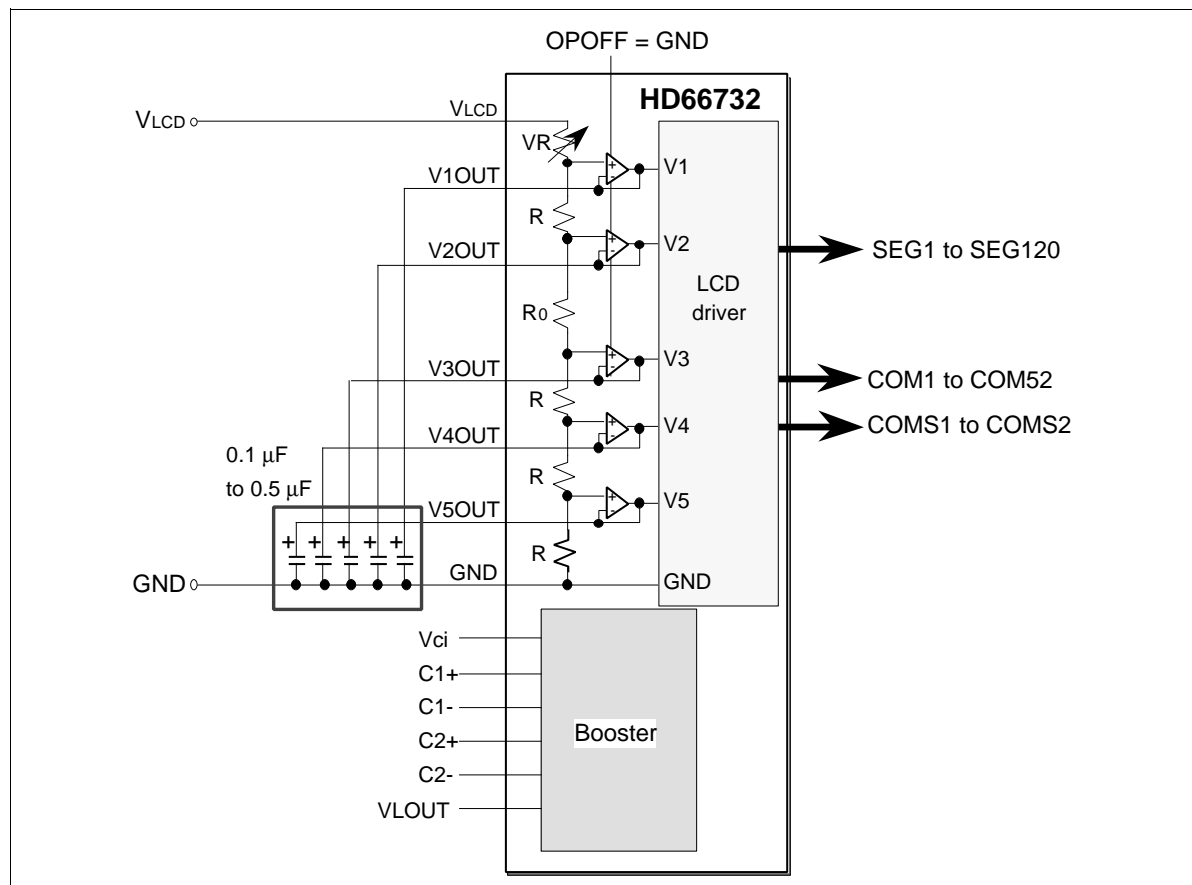 OPOFF = GND
HD66732
VLCD
VLCD
VR
+
-
V1
V1OUT
R
+
-
V2
V2OUT
SEG1 to SEG120
LCD
driver
R0
+
-
V3
V3OUT
COM1 to COM52
R
+
-
V4
V4OUT
COMS1 to COMS2
0.1 μF
to 0.5 μF
R
+
-
V5
V5OUT
+ + + + +
R
GND
GND
GND
Vci
C1+
C1-
C2+
C2-
VLOUT
Booster